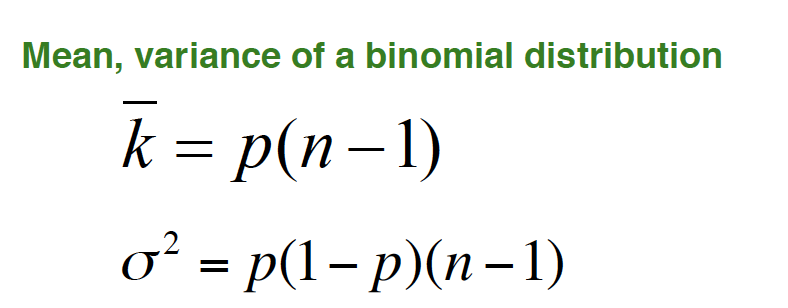 Mean, variance of a binomial distribution
k̅ = p(n − 1)
σ² = p(1 − p)(n − 1)